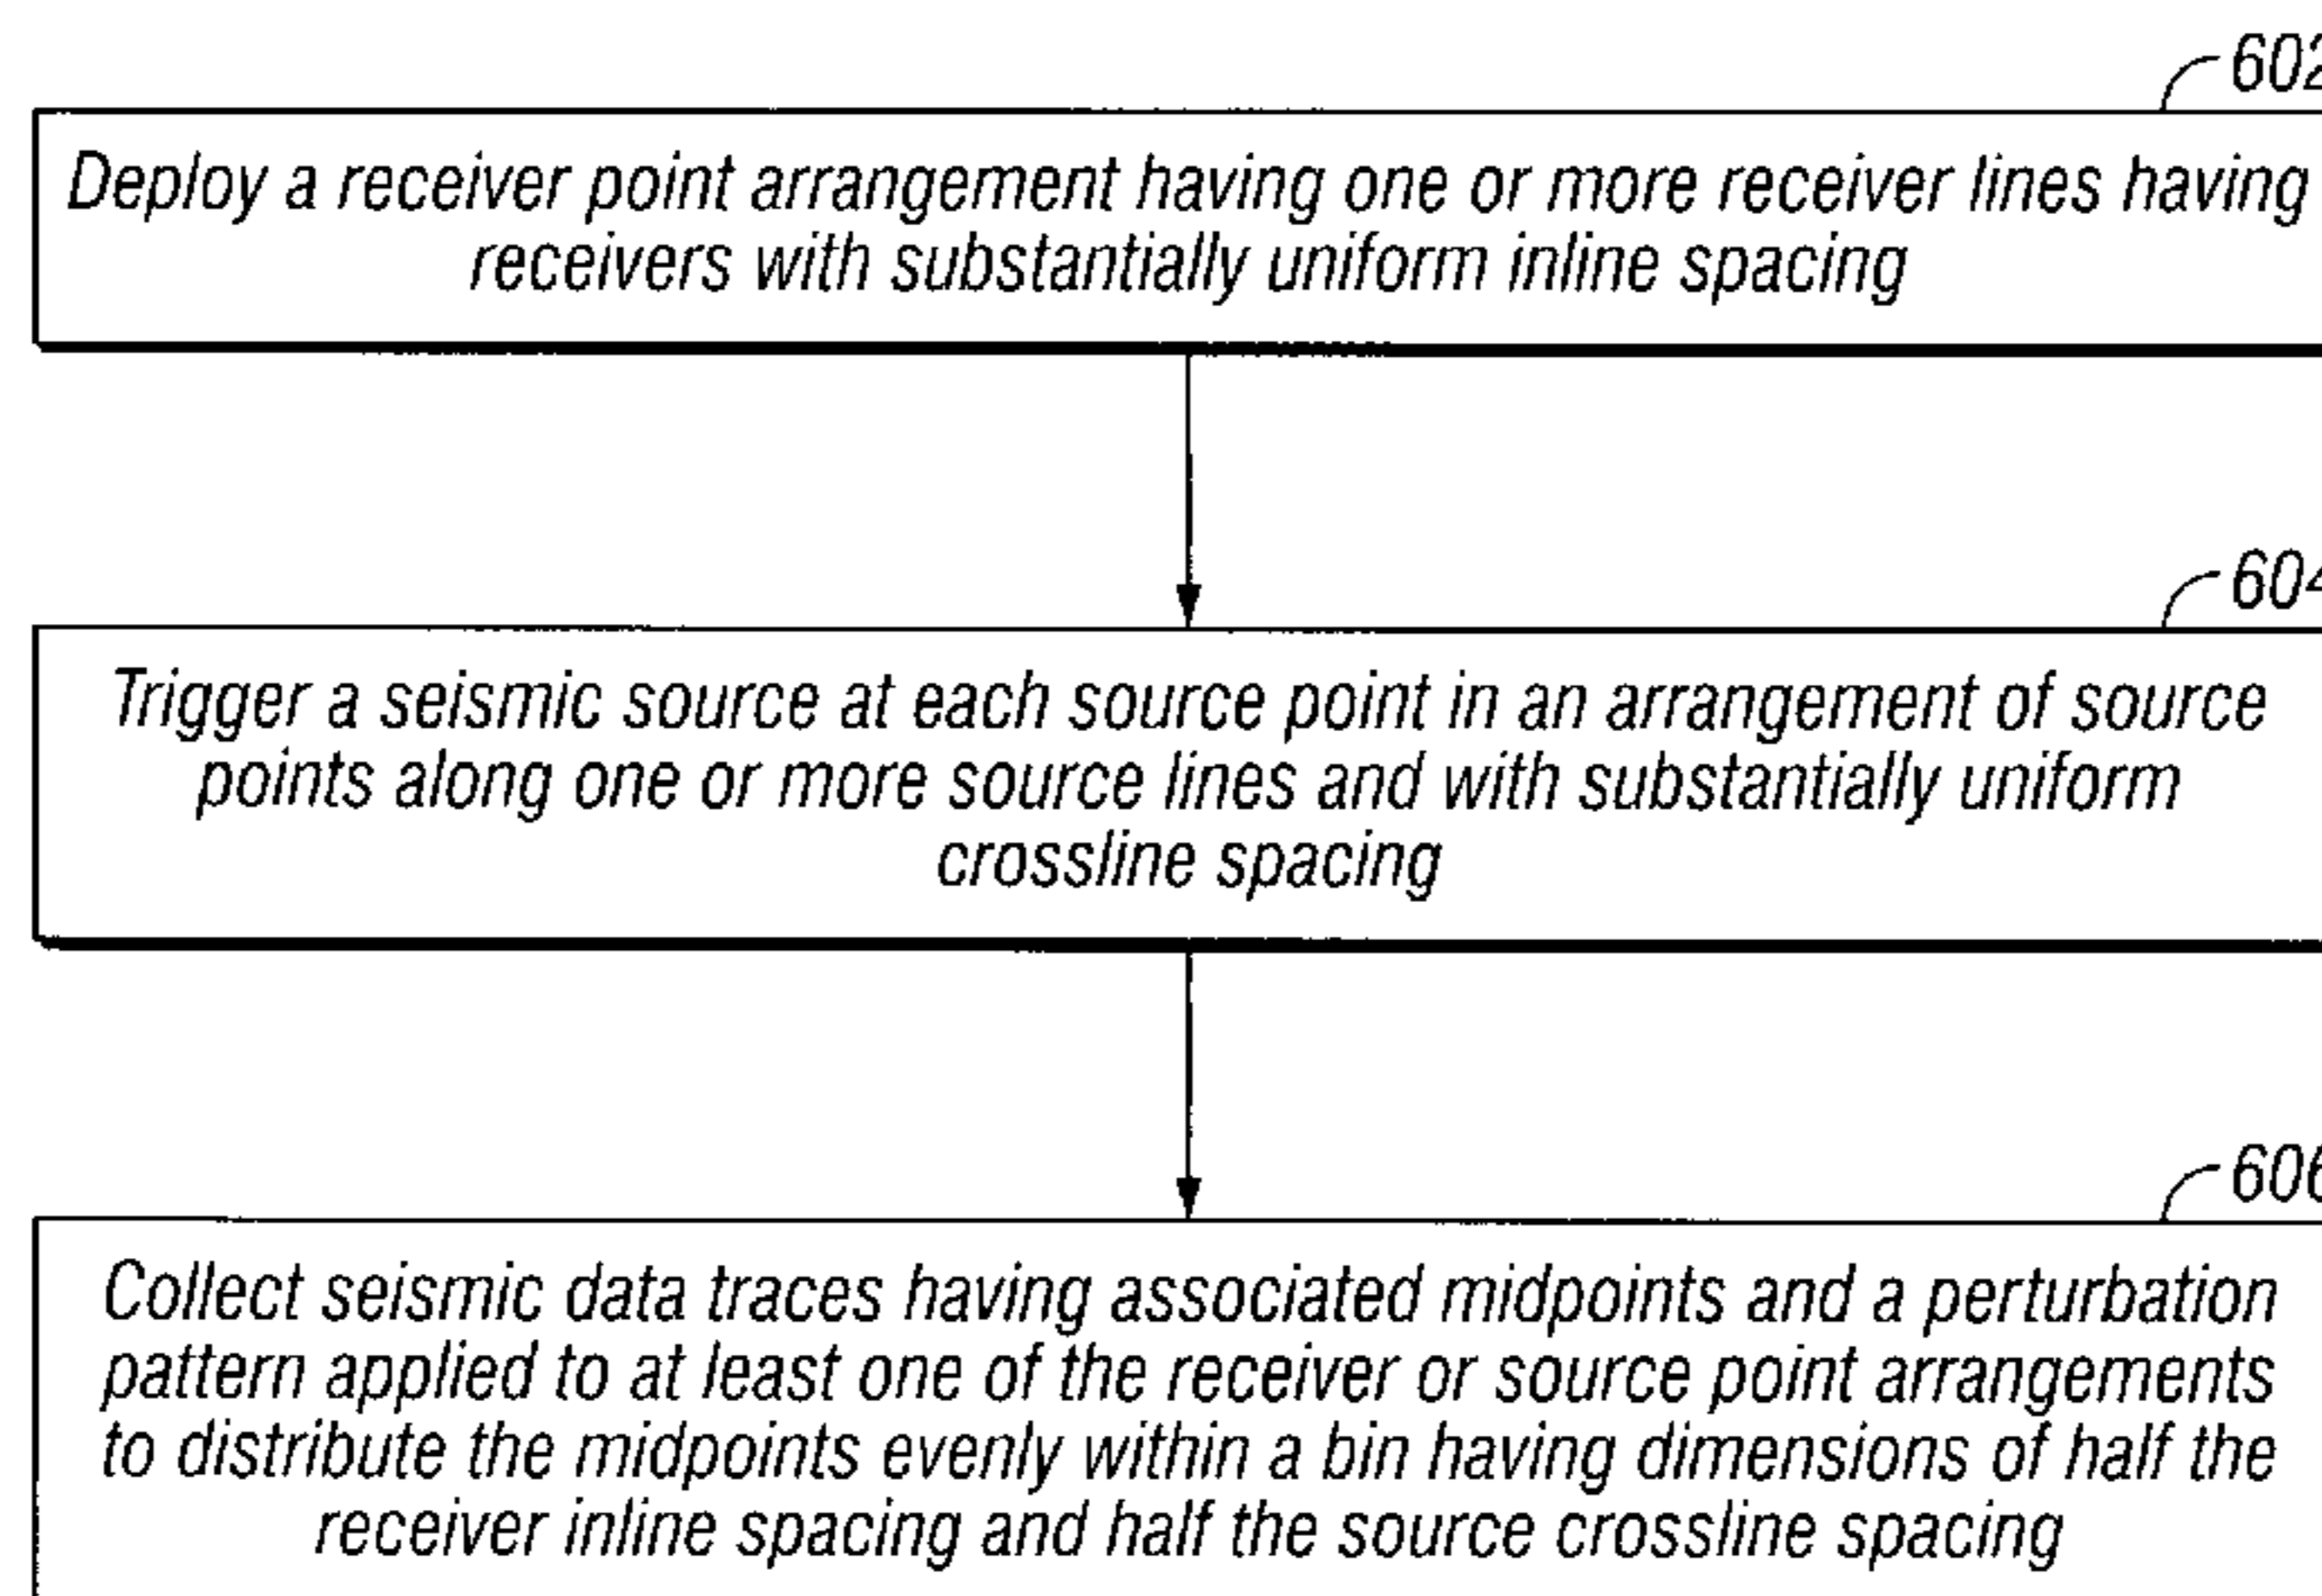 602
Deploy a receiver point arrangement having one or more receiver lines having
receivers with substantially uniform inline spacing
604
Trigger a seismic source at each source point in an arrangement of source
points along one or more source lines and with substantially uniform
crossline spacing
606
Collect seismic data traces having associated midpoints and a perturbation
pattern applied to at least one of the receiver or source point arrangements
to distribute the midpoints evenly within a bin having dimensions of half the
receiver inline spacing and half the source crossline spacing